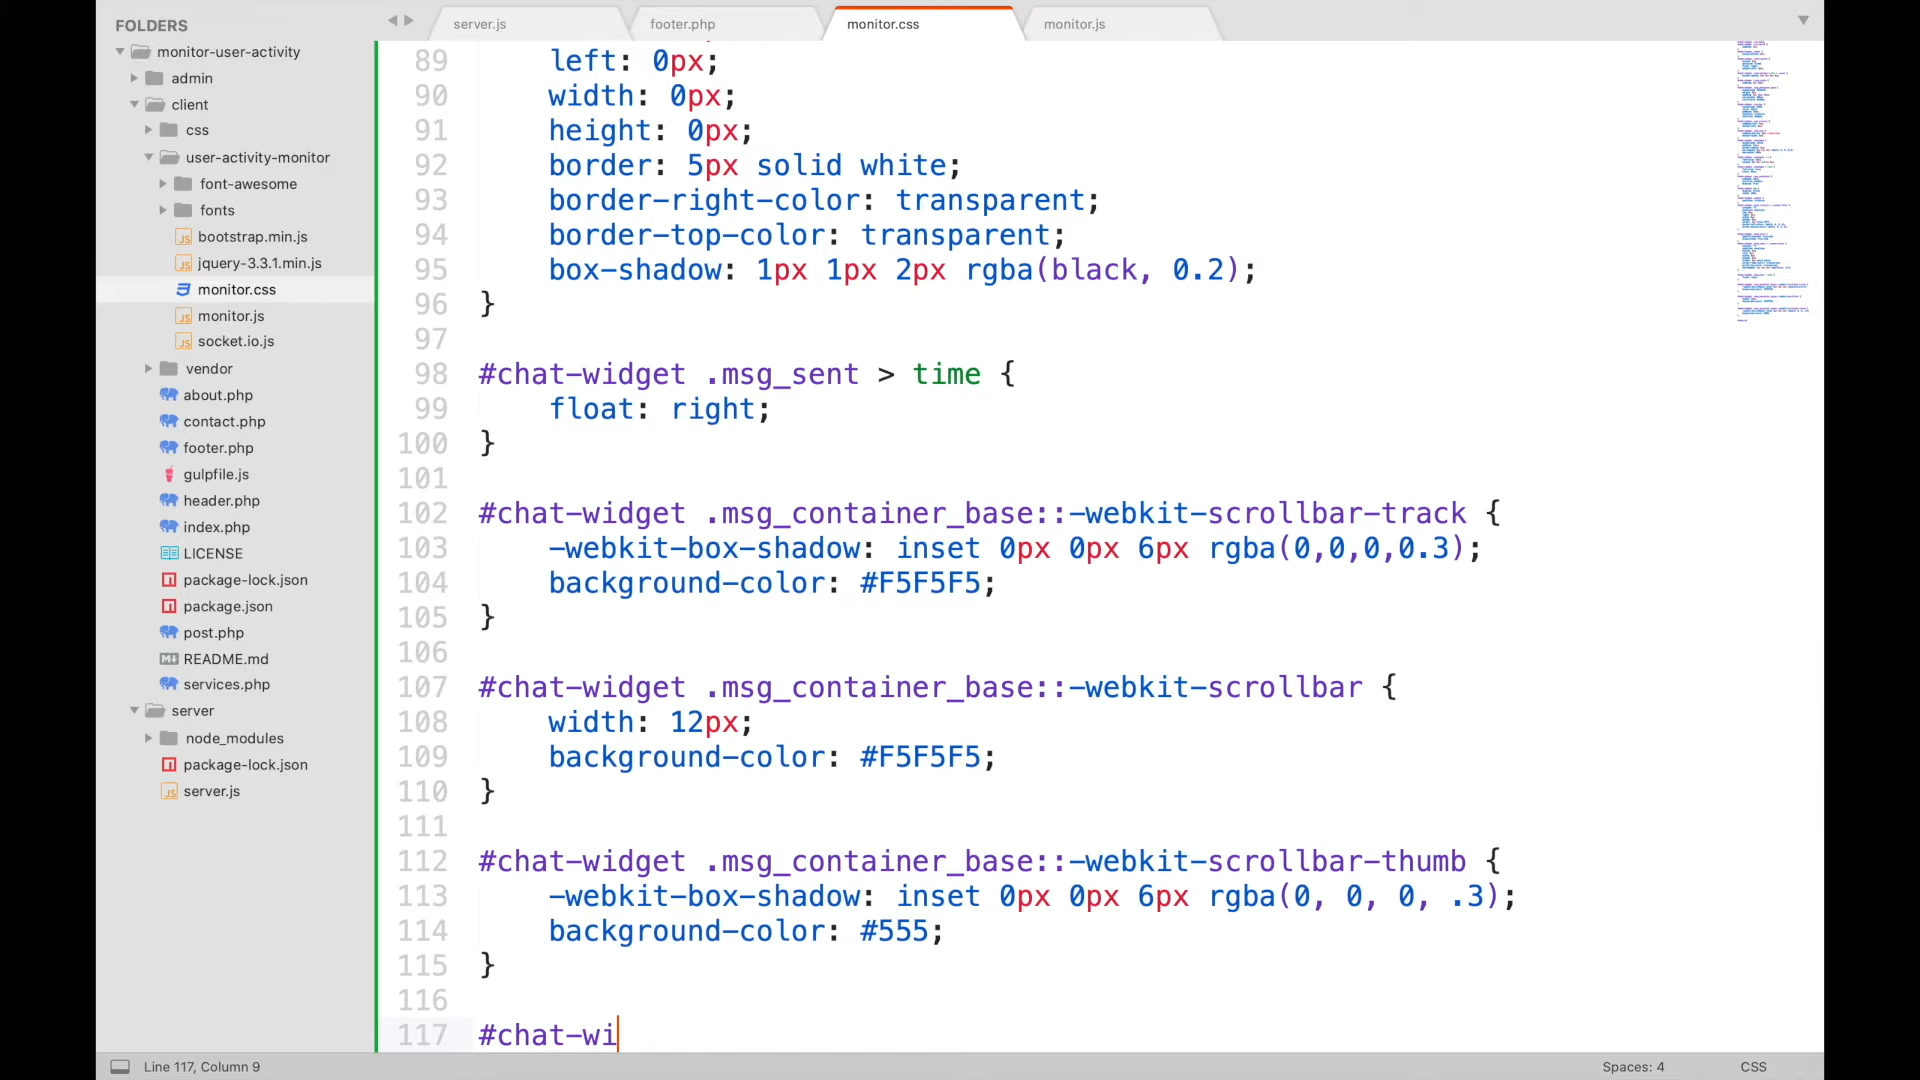 FOLDERS
monitor-user-activity
admin
client
css
user-activity-monitor
font-awesome
fonts
bootstrap.min.js
jquery-3.3.1.min.js
monitor.css
monitor.js
socket.io.js
vendor
about.php
contact.php
footer.php
gulpfile.js
header.php
index.php
LICENSE
package-lock.json
package.json
post.php
README.md
services.php
server
node_modules
package-lock.json
server.js
server.js footer.php monitor.css monitor.js
89 left: 0px;
90 width: 0px;
91 height: 0px;
92 border: 5px solid white;
93 border-right-color: transparent;
94 border-top-color: transparent;
95 box-shadow: 1px 1px 2px rgba(black, 0.2);
96 }
97
98 #chat-widget .msg_sent > time {
99 float: right;
100 }
101
102 #chat-widget .msg_container_base::-webkit-scrollbar-track {
103 -webkit-box-shadow: inset 0px 0px 6px rgba(0,0,0,0.3);
104 background-color: #F5F5F5;
105 }
106
107 #chat-widget .msg_container_base::-webkit-scrollbar {
108 width: 12px;
109 background-color: #F5F5F5;
110 }
111
112 #chat-widget .msg_container_base::-webkit-scrollbar-thumb {
113 -webkit-box-shadow: inset 0px 0px 6px rgba(0, 0, 0, .3);
114 background-color: #555;
115 }
116
117 #chat-wi
Line 117, Column 9 Spaces: 4 CSS